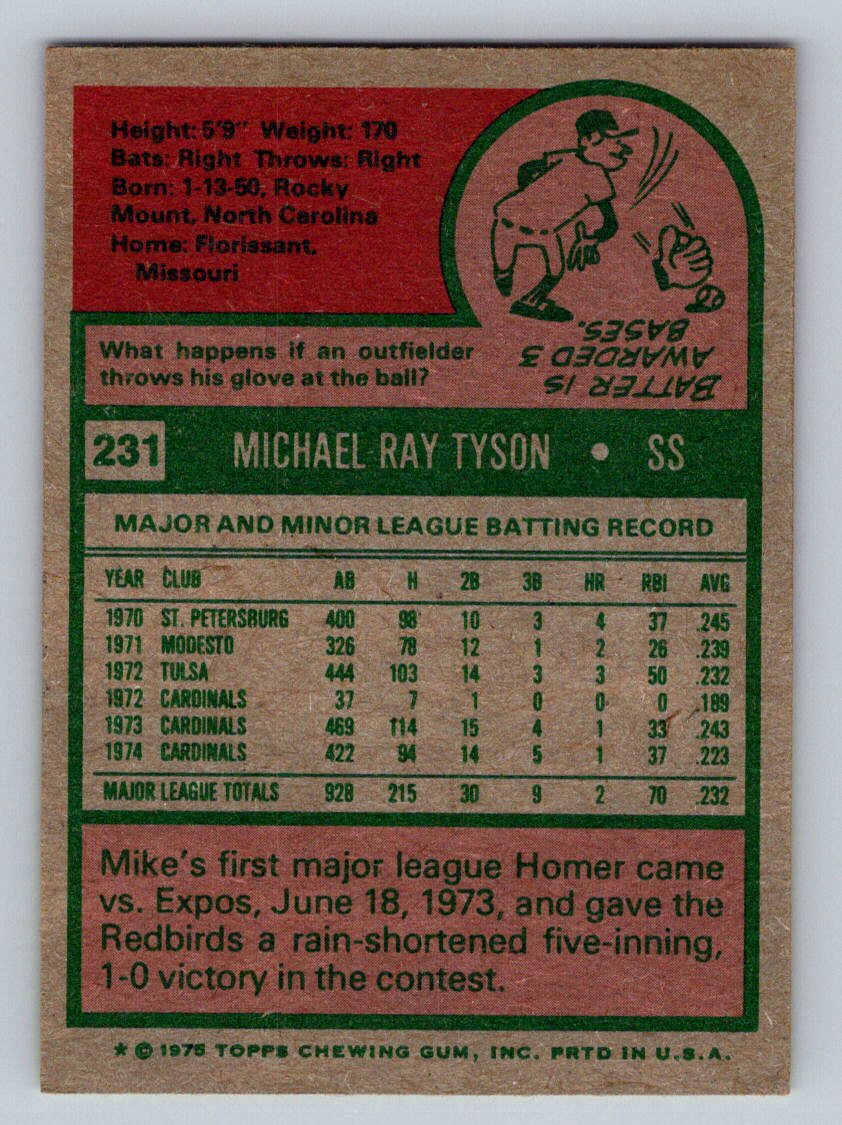 Height: 5'9" Weight: 170
Bats: Right Throws: Right
Born: 1-13-50, Rocky
Mount, North Carolina
Home: Florissant,
Missouri
What happens if an outfielder
throws his glove at the ball?
BATTER IS
AWARDED 3
BASES.
231 MICHAEL RAY TYSON • SS
MAJOR AND MINOR LEAGUE BATTING RECORD
YEAR CLUB AB H 2B 3B HR RBI AVG
1970 ST. PETERSBURG 400 98 10 3 4 37 .245
1971 MODESTO 326 78 12 1 2 26 .239
1972 TULSA 444 103 14 3 3 50 .232
1972 CARDINALS 37 7 1 0 0 0 .189
1973 CARDINALS 469 114 15 4 1 33 .243
1974 CARDINALS 422 94 14 5 1 37 .223
MAJOR LEAGUE TOTALS 928 215 30 9 2 70 .232
Mike's first major league Homer came
vs. Expos, June 18, 1973, and gave the
Redbirds a rain-shortened five-inning,
1-0 victory in the contest.
* © 1975 TOPPS CHEWING GUM, INC. PRTD IN U.S.A.